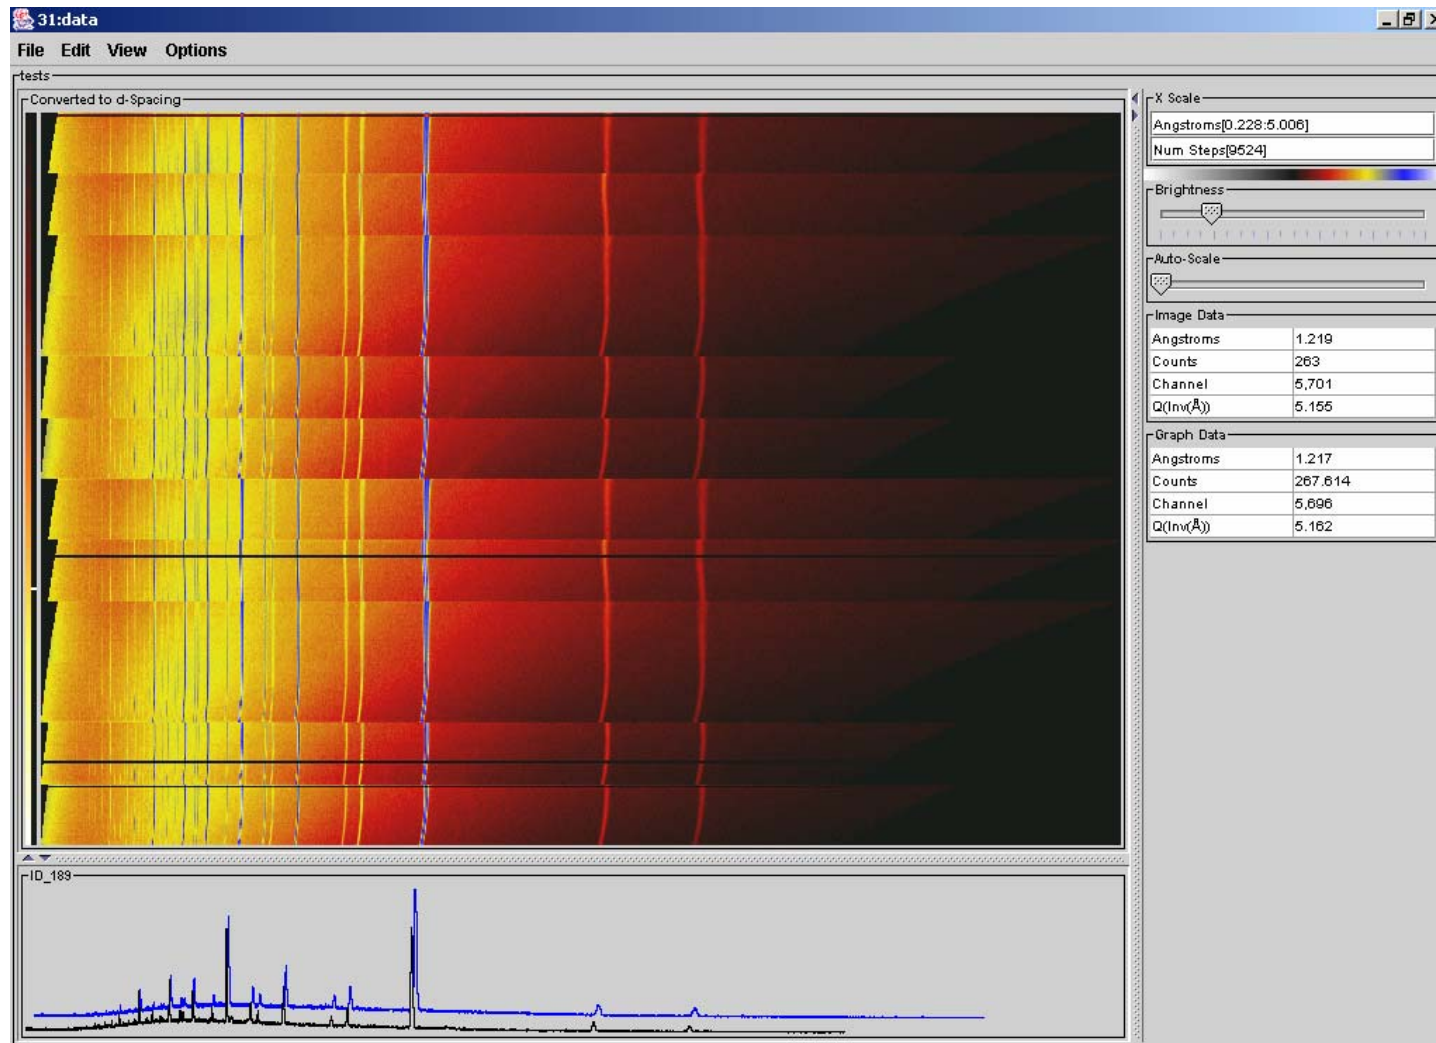 31:data
File Edit View Options
tests
Converted to d-Spacing
X Scale
Angstroms[0.228:5.006]
Num Steps[9524]
Brightness
Auto-Scale
Image Data
Angstroms 1.219
Counts 263
Channel 5,701
Q(Inv(Å)) 5.155
Graph Data
Angstroms 1.217
Counts 267.614
Channel 5,696
Q(Inv(Å)) 5.162
ID_189